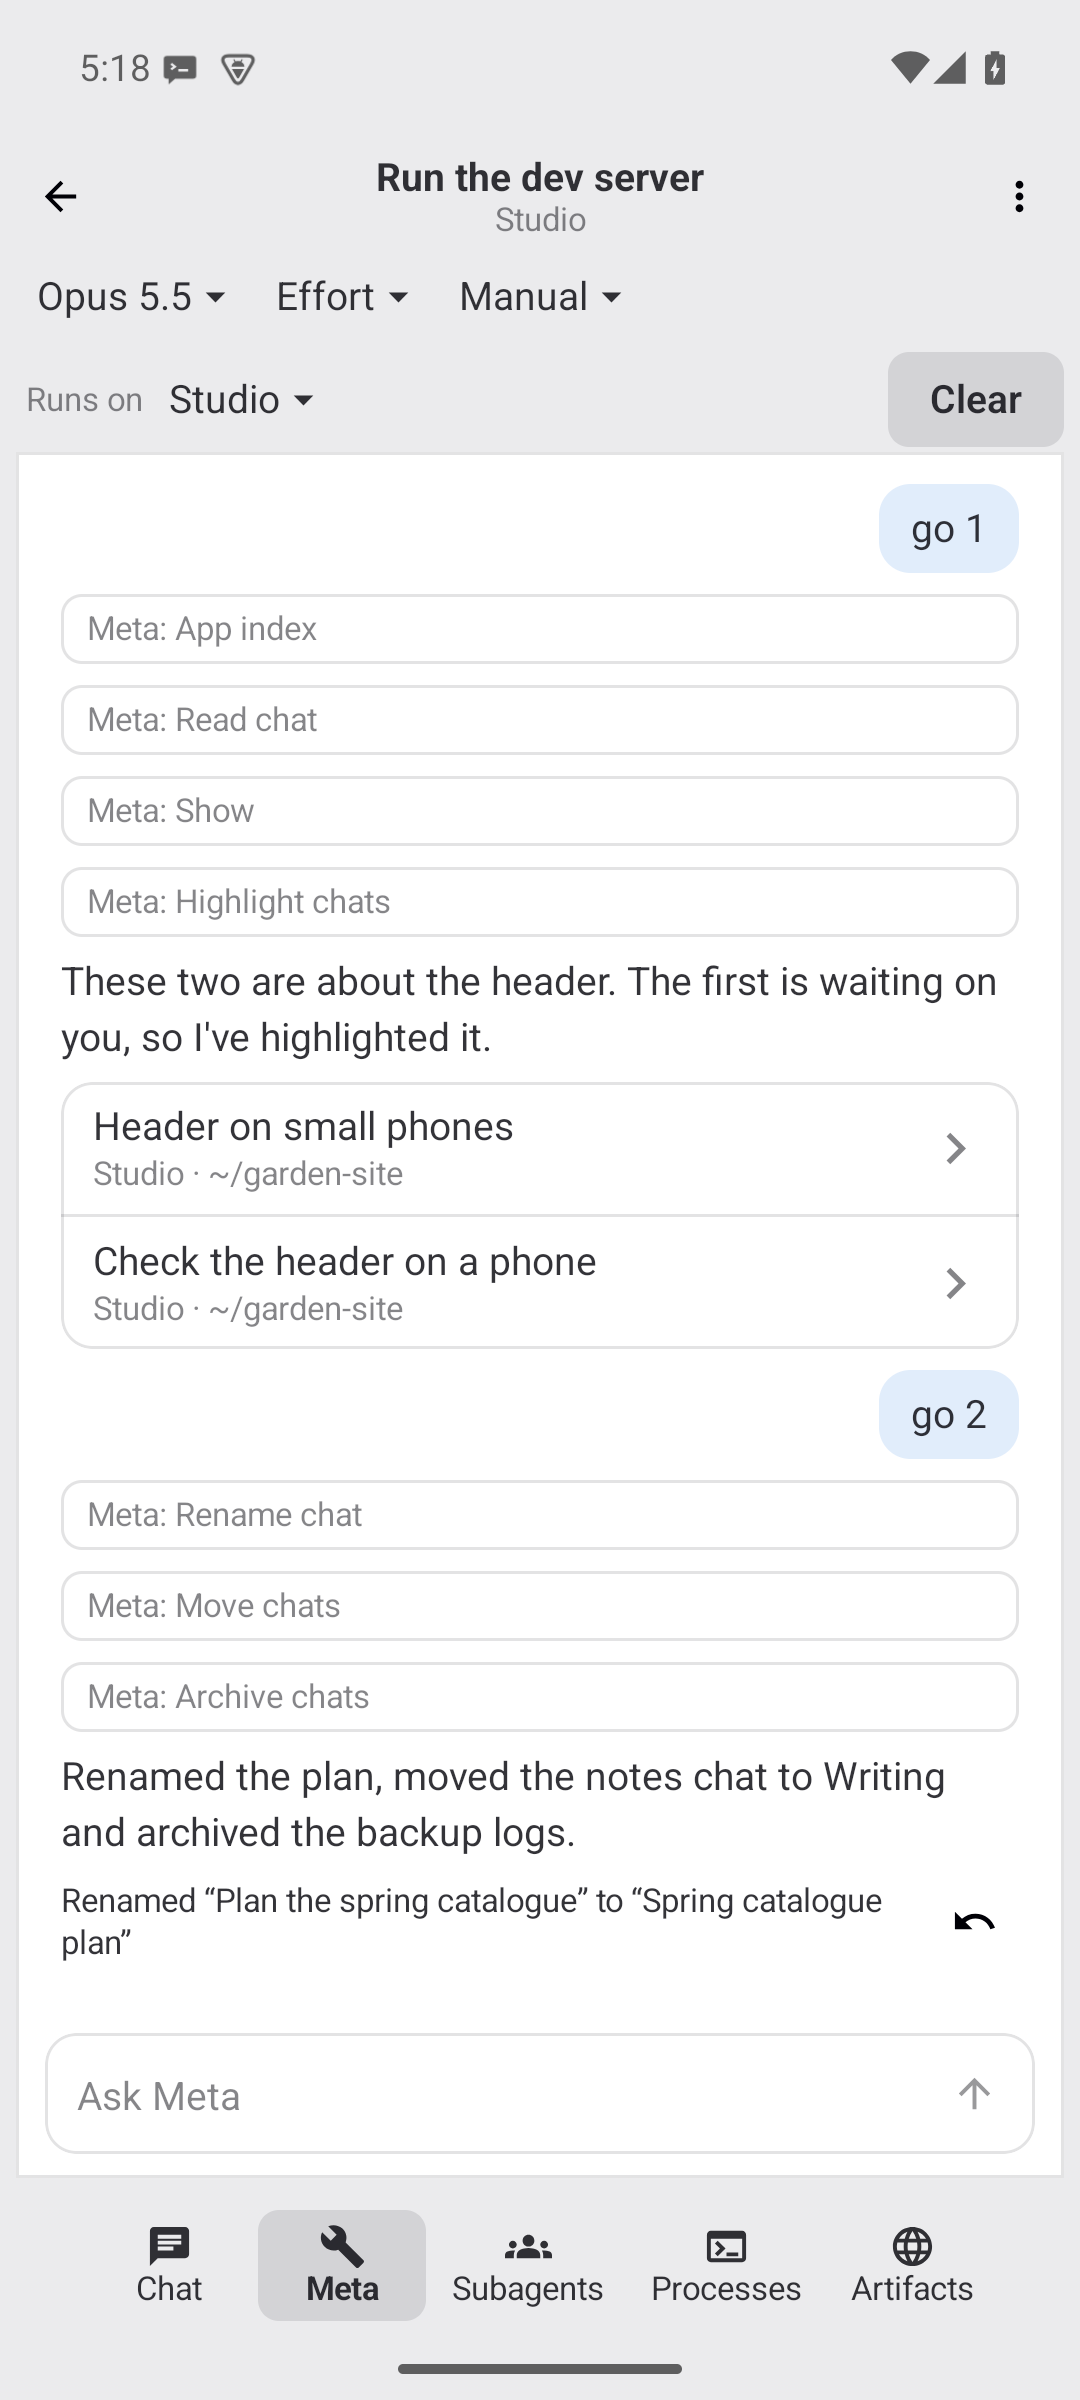 5:18
Run the dev server
Studio
Opus 5.5 Effort Manual
Runs on Studio Clear
go 1
Meta: App index
Meta: Read chat
Meta: Show
Meta: Highlight chats
These two are about the header. The first is waiting on
you, so I've highlighted it.
Header on small phones
Studio · ~/garden-site
Check the header on a phone
Studio · ~/garden-site
go 2
Meta: Rename chat
Meta: Move chats
Meta: Archive chats
Renamed the plan, moved the notes chat to Writing
and archived the backup logs.
Renamed “Plan the spring catalogue” to “Spring catalogue
plan”
Ask Meta
Chat Meta Subagents Processes Artifacts